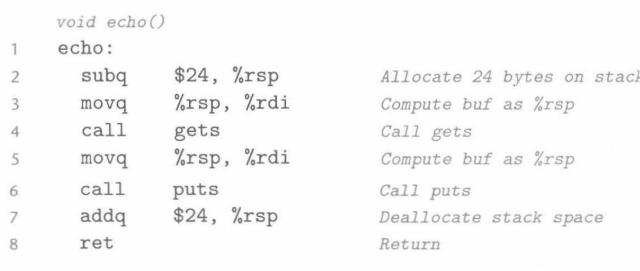 void echo()
1 echo:
2 subq $24, %rsp Allocate 24 bytes on stack
3 movq %rsp, %rdi Compute buf as %rsp
4 call gets Call gets
5 movq %rsp, %rdi Compute buf as %rsp
6 call puts Call puts
7 addq $24, %rsp Deallocate stack space
8 ret Return